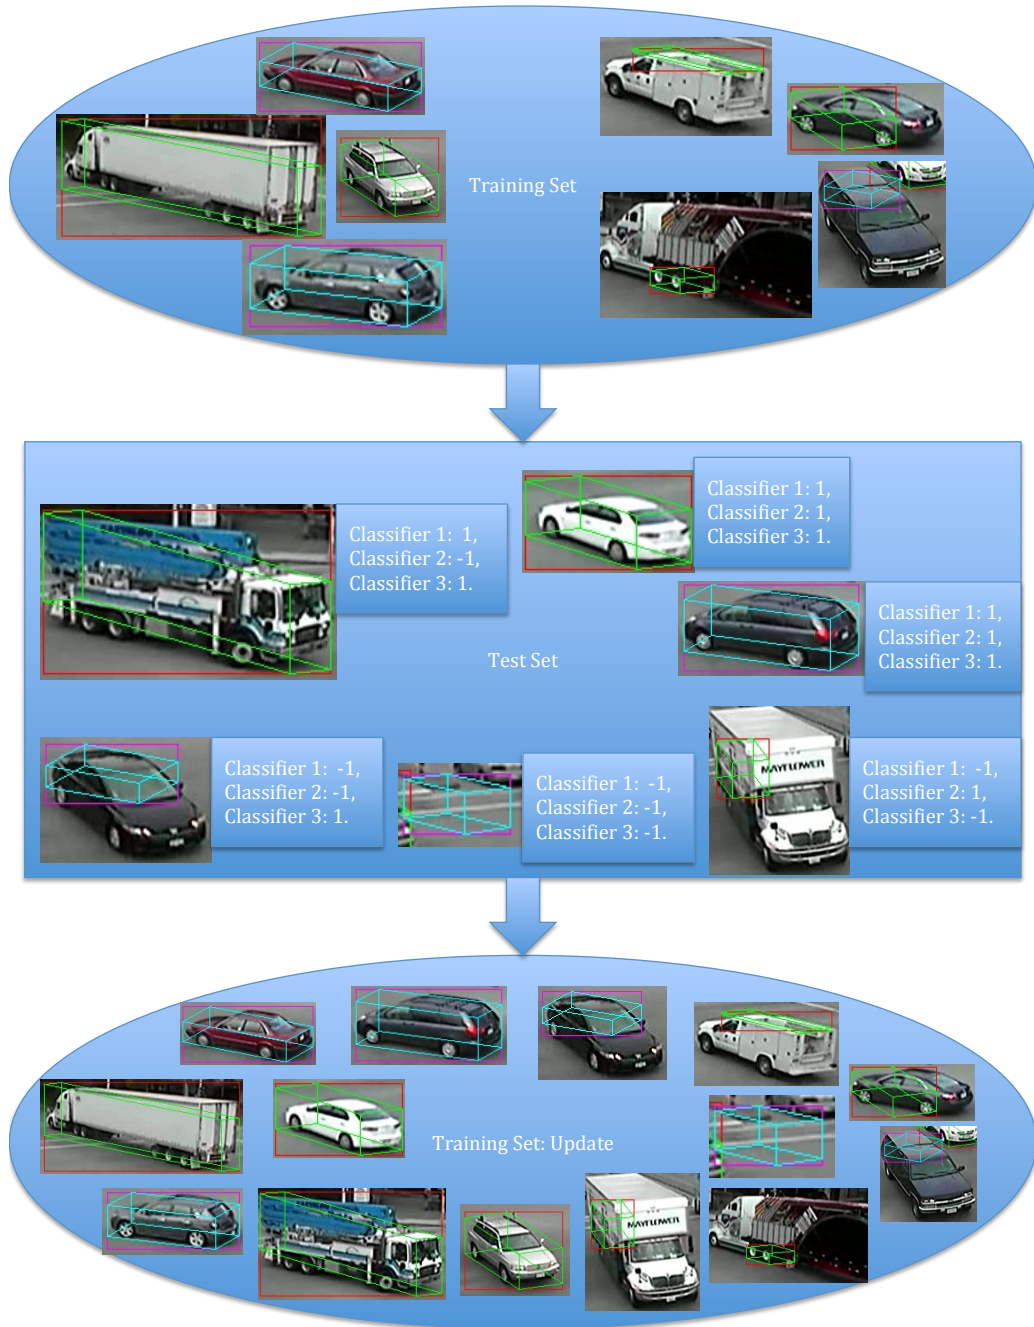 Training Set
Classifier 1: 1,
Classifier 2: 1,
Classifier 3: 1.
Classifier 1: 1,
Classifier 2: -1,
Classifier 3: 1.
Classifier 1: 1,
Classifier 2: 1,
Classifier 3: 1.
Test Set
Classifier 1: -1,
Classifier 2: -1,
Classifier 3: 1.
Classifier 1: -1,
Classifier 2: -1,
Classifier 3: -1.
MAYFLOWER
Classifier 1: -1,
Classifier 2: 1,
Classifier 3: -1.
Training Set: Update
MAYFLOWER